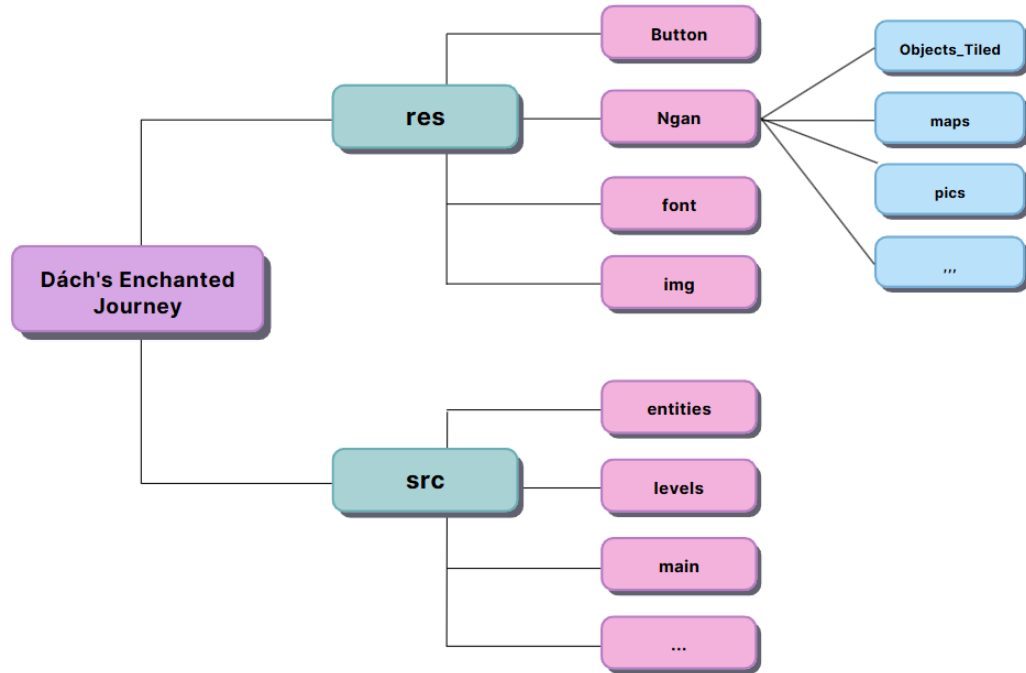 Dách's Enchanted
Journey
res
Button
Ngan
font
img
Objects_Tiled
maps
pics
,,,
src
entities
levels
main
...